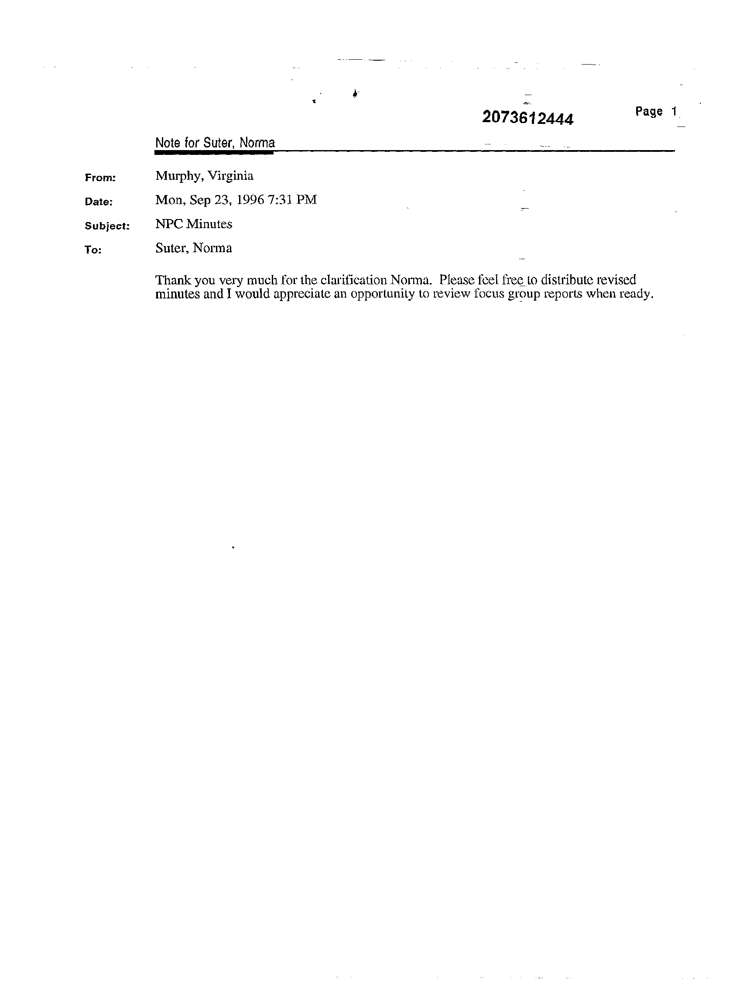 2073612444 Page 1
Note for Suter, Norma
From: Murphy, Virginia
Date: Mon, Sep 23, 1996 7:31 PM
Subject: NPC Minutes
To: Suter, Norma
Thank you very much for the clarification Norma. Please feel free to distribute revised
minutes and I would appreciate an opportunity to review focus group reports when ready.